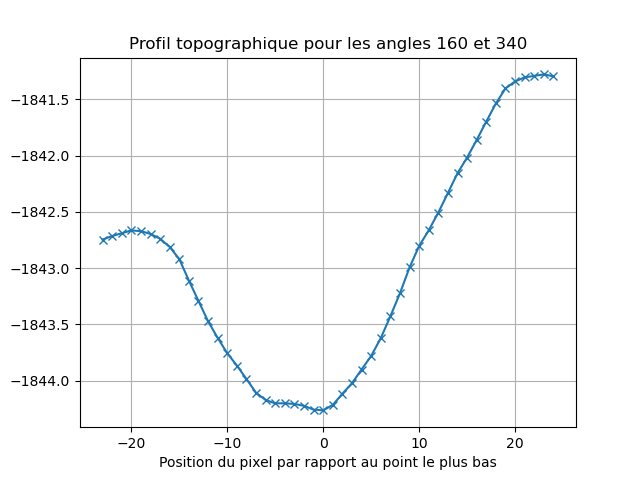 Profil topographique pour les angles 160 et 340
−1841.5
−1842.0
−1842.5
−1843.0
−1843.5
−1844.0
−20 −10 0 10 20
Position du pixel par rapport au point le plus bas